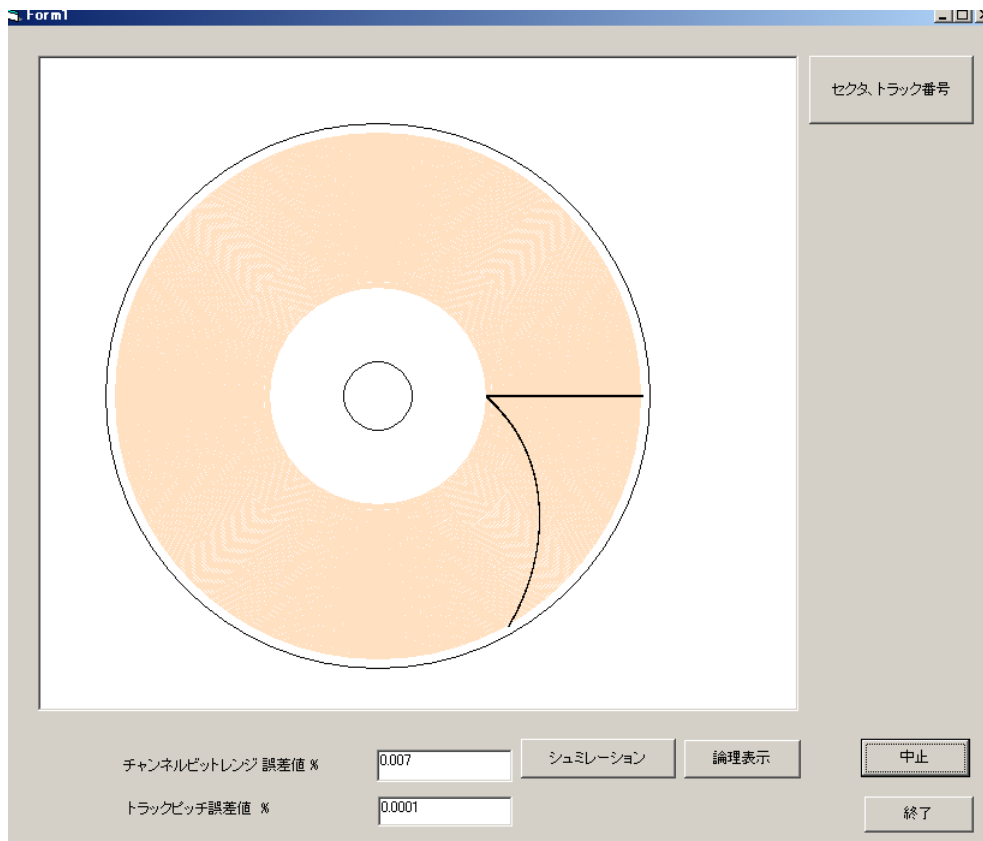 Form1
セクタ、トラック番号
チャンネルビットレンジ 誤差値 %
0.007
シュミレーション
論理表示
中止
トラックピッチ誤差値 %
0.0001
終了